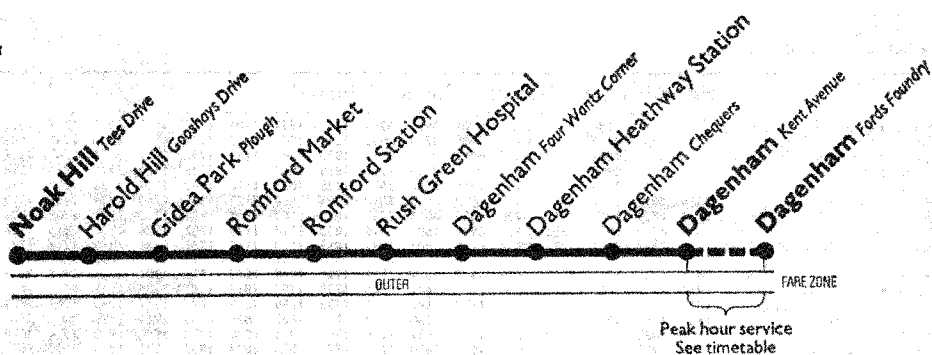 Noak Hill Tees Drive
Harold Hill Gooshays Drive
Gidea Park Plough
Romford Market
Romford Station
Rush Green Hospital
Dagenham Four Wantz Corner
Dagenham Heathway Station
Dagenham Chequers
Dagenham Kent Avenue
Dagenham Fords Foundry
OUTER
FARE ZONE
Peak hour service
See timetable